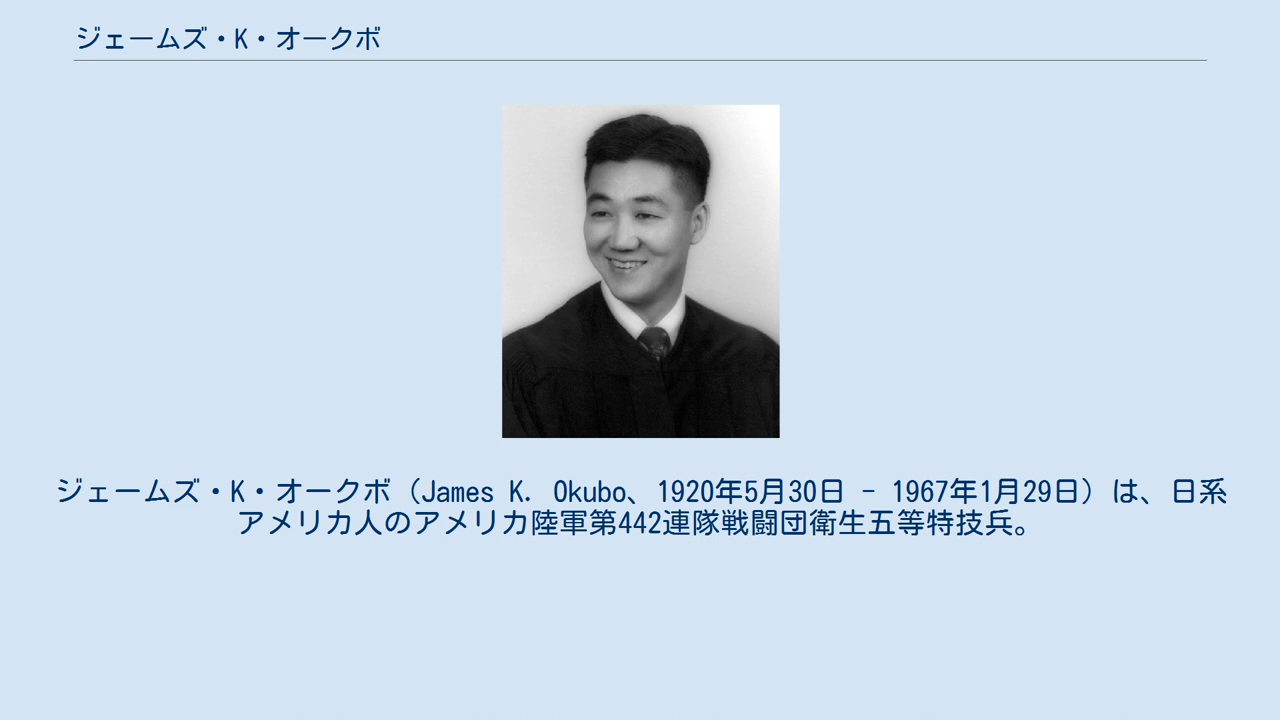 ジェームズ・K・オークボ
ジェームズ・K・オークボ（James K. Okubo、1920年5月30日 - 1967年1月29日）は、日系
アメリカ人のアメリカ陸軍第442連隊戦闘団衛生五等特技兵。